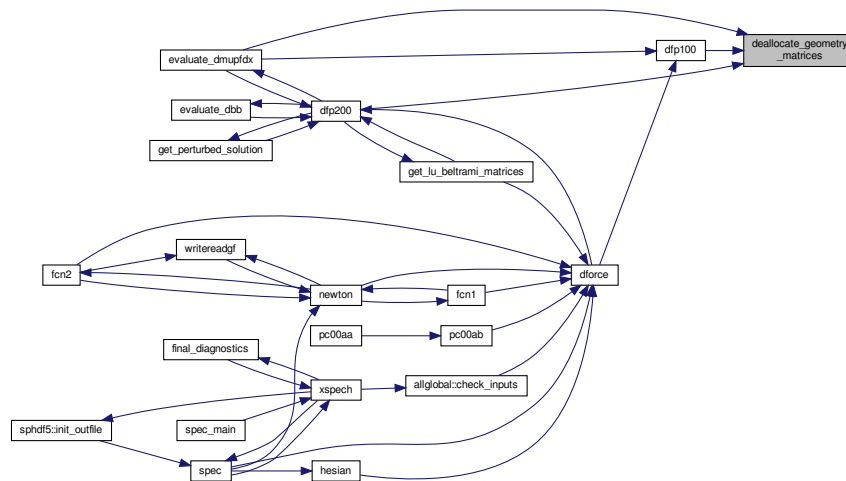 deallocate_geometry
_matrices
dfp100
evaluate_dmupfdx
evaluate_dbb
dfp200
get_perturbed_solution
get_lu_beltrami_matrices
writereadgf
fcn2
dforce
newton
fcn1
pc00aa
pc00ab
final_diagnostics
allglobal::check_inputs
xspech
sphdf5::init_outfile
spec_main
spec
hesian